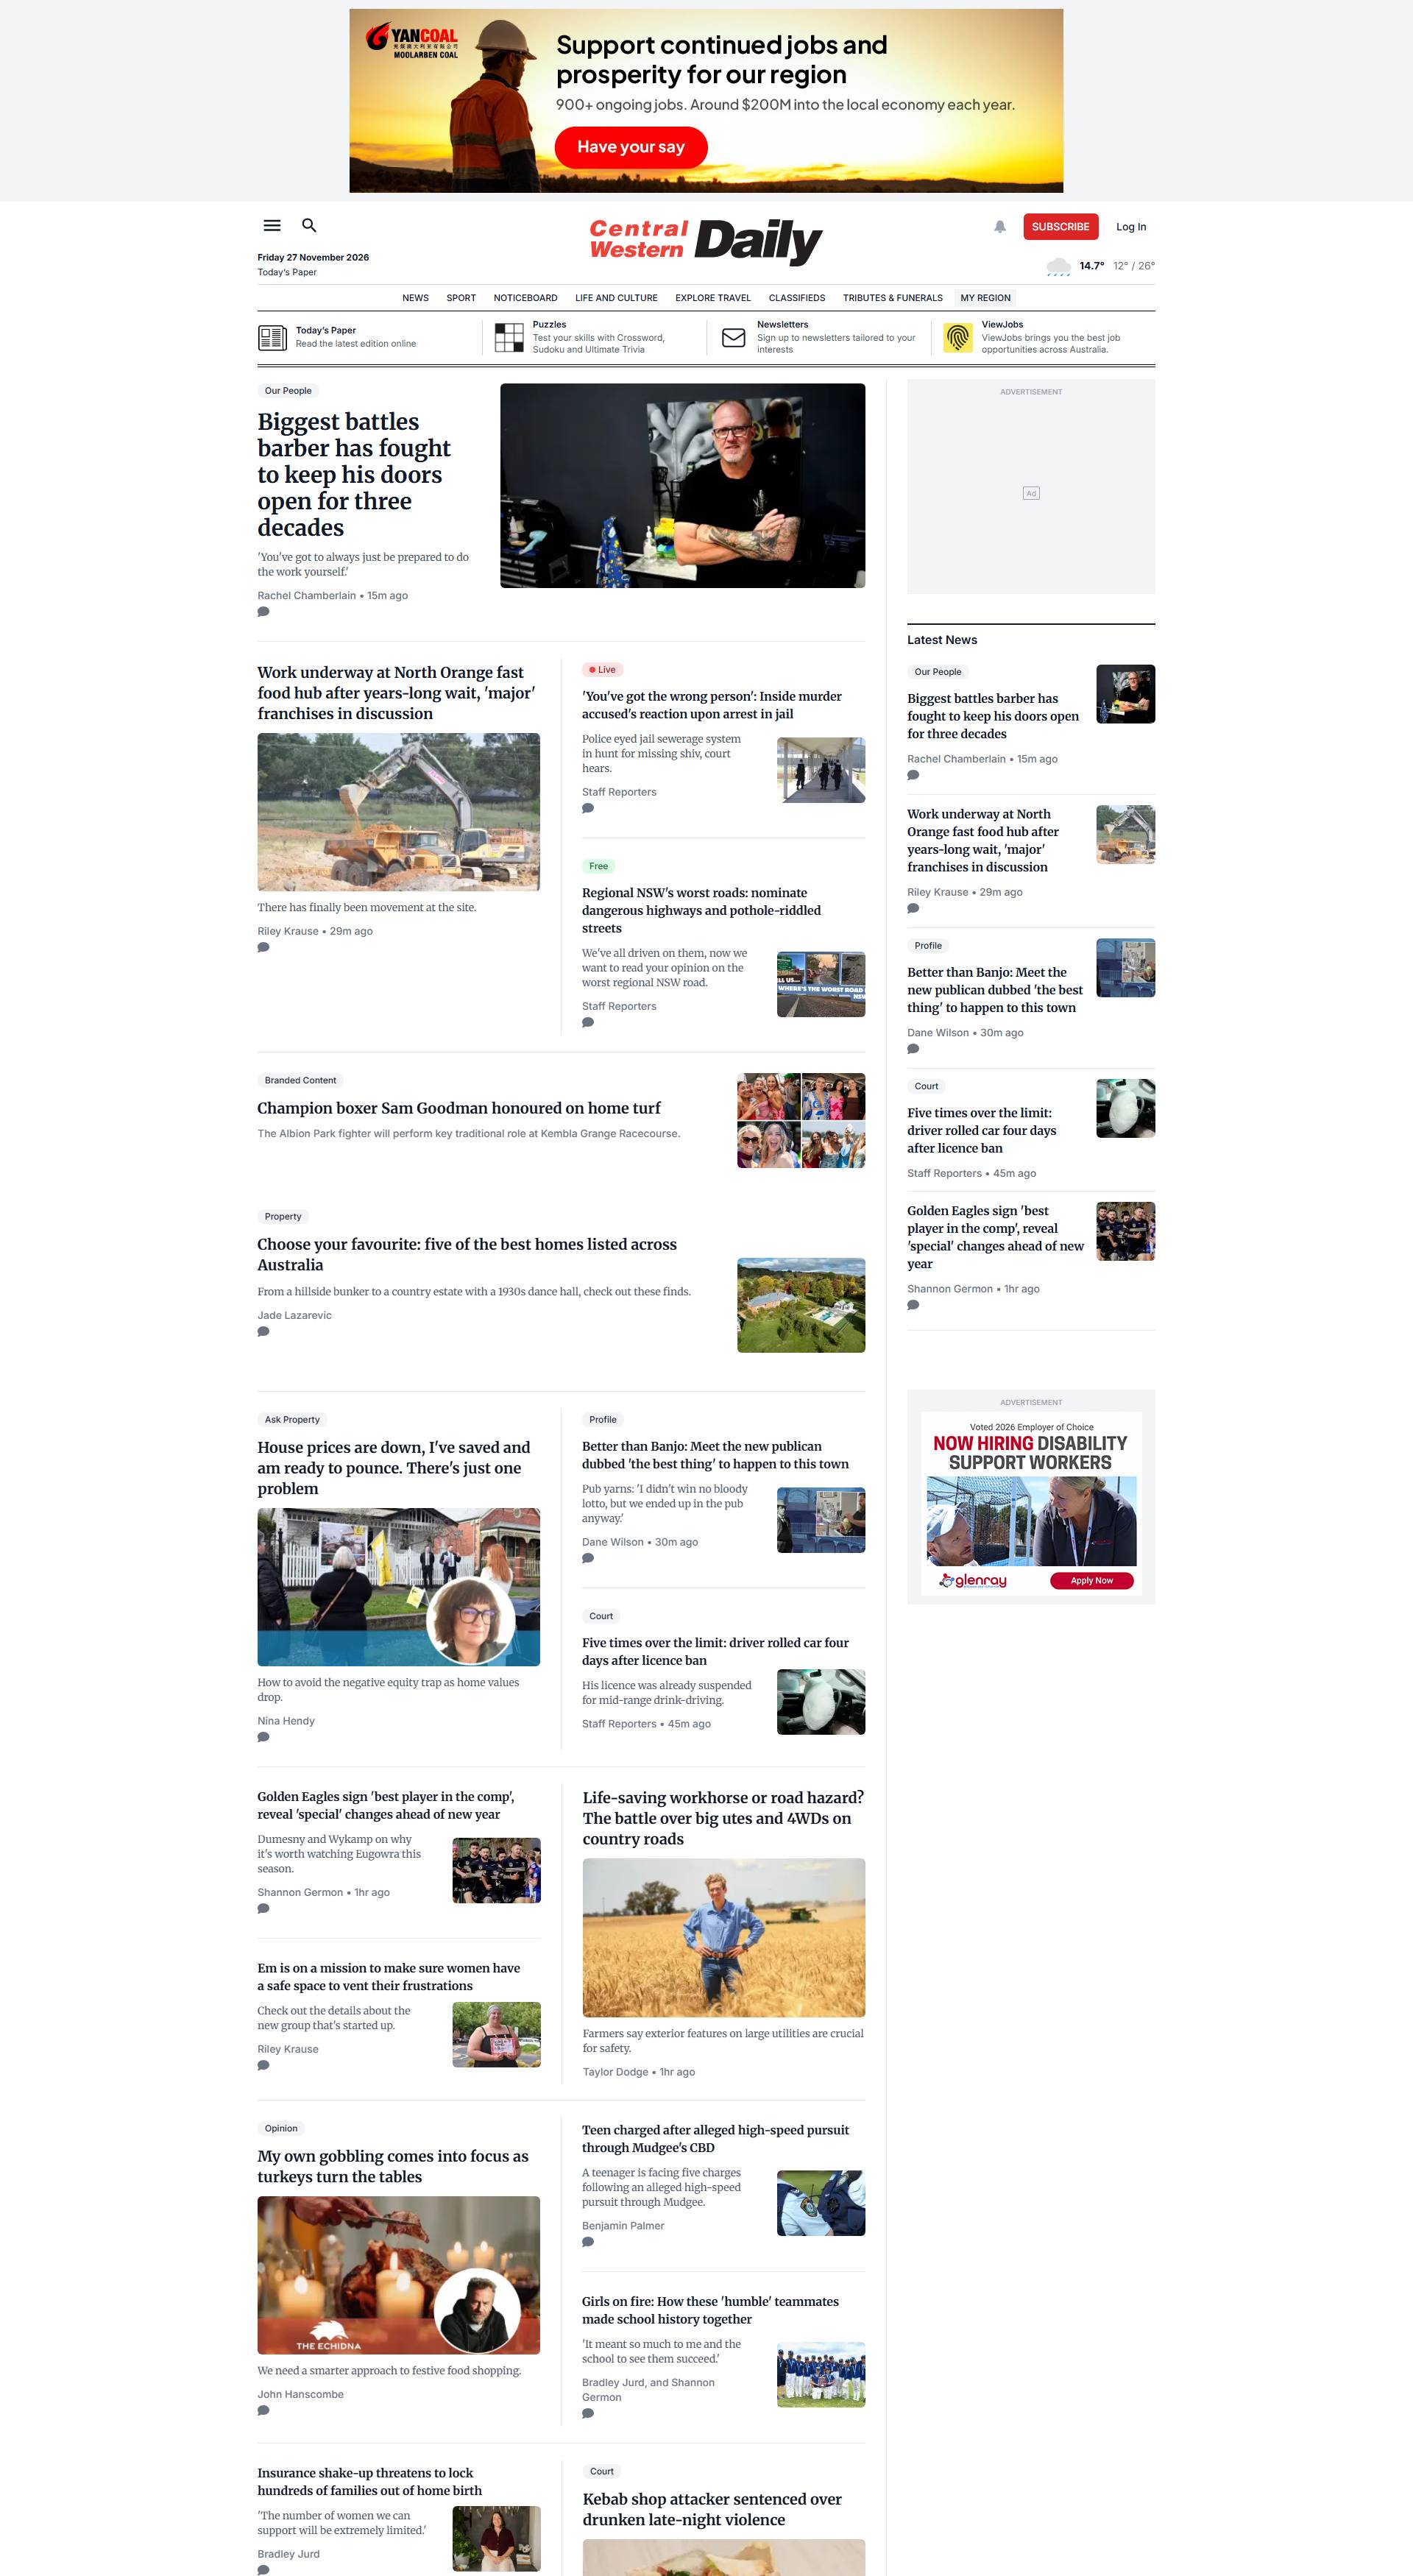 YANCOAL
MOOLARBEN COAL
Support continued jobs and
prosperity for our region
900+ ongoing jobs. Around $200M into the local economy each year.
Have your say
Central
Western
Daily
SUBSCRIBE
Log In
Friday 27 November 2026
Today's Paper
14.7° 12° / 26°
NEWS SPORT NOTICEBOARD LIFE AND CULTURE EXPLORE TRAVEL CLASSIFIEDS TRIBUTES & FUNERALS MY REGION
Today's Paper
Read the latest edition online
Puzzles
Test your skills with Crossword,
Sudoku and Ultimate Trivia
Newsletters
Sign up to newsletters tailored to your
interests
ViewJobs
ViewJobs brings you the best job
opportunities across Australia.
Our People
Biggest battles
barber has fought
to keep his doors
open for three
decades
'You've got to always just be prepared to do
the work yourself.'
Rachel Chamberlain • 15m ago
Work underway at North Orange fast
food hub after years-long wait, 'major'
franchises in discussion
There has finally been movement at the site.
Riley Krause • 29m ago
Live
'You've got the wrong person': Inside murder
accused's reaction upon arrest in jail
Police eyed jail sewerage system
in hunt for missing shiv, court
hears.
Staff Reporters
Free
Regional NSW's worst roads: nominate
dangerous highways and pothole-riddled
streets
We've all driven on them, now we
want to read your opinion on the
worst regional NSW road.
Staff Reporters
LL US...
WHERE'S THE WORST ROAD
NSW
Branded Content
Champion boxer Sam Goodman honoured on home turf
The Albion Park fighter will perform key traditional role at Kembla Grange Racecourse.
Property
Choose your favourite: five of the best homes listed across
Australia
From a hillside bunker to a country estate with a 1930s dance hall, check out these finds.
Jade Lazarevic
Ask Property
House prices are down, I've saved and
am ready to pounce. There's just one
problem
How to avoid the negative equity trap as home values
drop.
Nina Hendy
Profile
Better than Banjo: Meet the new publican
dubbed 'the best thing' to happen to this town
Pub yarns: 'I didn't win no bloody
lotto, but we ended up in the pub
anyway.'
Dane Wilson • 30m ago
Court
Five times over the limit: driver rolled car four
days after licence ban
His licence was already suspended
for mid-range drink-driving.
Staff Reporters • 45m ago
Golden Eagles sign 'best player in the comp',
reveal 'special' changes ahead of new year
Dumesny and Wykamp on why
it's worth watching Eugowra this
season.
Shannon Germon • 1hr ago
Em is on a mission to make sure women have
a safe space to vent their frustrations
Check out the details about the
new group that's started up.
Riley Krause
Life-saving workhorse or road hazard?
The battle over big utes and 4WDs on
country roads
Farmers say exterior features on large utilities are crucial
for safety.
Taylor Dodge • 1hr ago
Opinion
My own gobbling comes into focus as
turkeys turn the tables
THE ECHIDNA
We need a smarter approach to festive food shopping.
John Hanscombe
Teen charged after alleged high-speed pursuit
through Mudgee's CBD
A teenager is facing five charges
following an alleged high-speed
pursuit through Mudgee.
Benjamin Palmer
Girls on fire: How these 'humble' teammates
made school history together
'It meant so much to me and the
school to see them succeed.'
Bradley Jurd, and Shannon
Germon
Insurance shake-up threatens to lock
hundreds of families out of home birth
'The number of women we can
support will be extremely limited.'
Bradley Jurd
Court
Kebab shop attacker sentenced over
drunken late-night violence
ADVERTISEMENT
Ad
Latest News
Our People
Biggest battles barber has
fought to keep his doors open
for three decades
Rachel Chamberlain • 15m ago
Work underway at North
Orange fast food hub after
years-long wait, 'major'
franchises in discussion
Riley Krause • 29m ago
Profile
Better than Banjo: Meet the
new publican dubbed 'the best
thing' to happen to this town
Dane Wilson • 30m ago
Court
Five times over the limit:
driver rolled car four days
after licence ban
Staff Reporters • 45m ago
Golden Eagles sign 'best
player in the comp', reveal
'special' changes ahead of new
year
Shannon Germon • 1hr ago
ADVERTISEMENT
Voted 2026 Employer of Choice
NOW HIRING DISABILITY
SUPPORT WORKERS
glenray
Apply Now